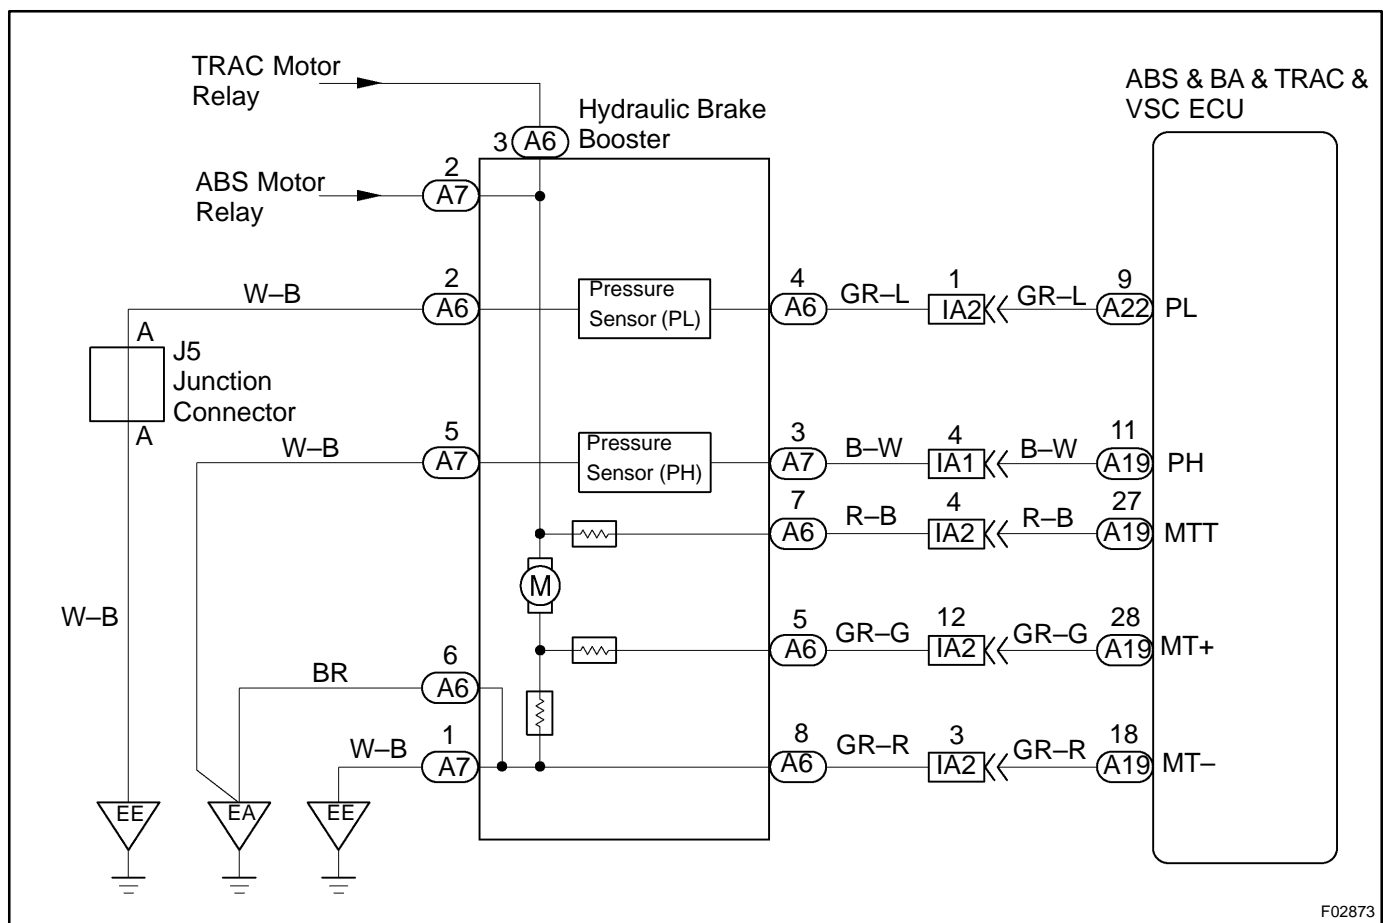 TRAC Motor
Relay
ABS & BA & TRAC &
VSC ECU
Hydraulic Brake
Booster
3 A6
ABS Motor
Relay
2
A7
2
W–B
A6
Pressure
Sensor (PL)
4
A6
GR–L
1
IA2
GR–L
9
A22
PL
A
J5
Junction
Connector
A
5
W–B
A7
Pressure
Sensor (PH)
3
A7
B–W
4
IA1
B–W
11
A19
PH
7
A6
R–B
4
IA2
R–B
27
A19
MTT
M
W–B
5
A6
GR–G
12
IA2
GR–G
28
A19
MT+
6
BR
A6
1
W–B
A7
8
A6
GR–R
3
IA2
GR–R
18
A19
MT–
EE
EA
EE
F02873